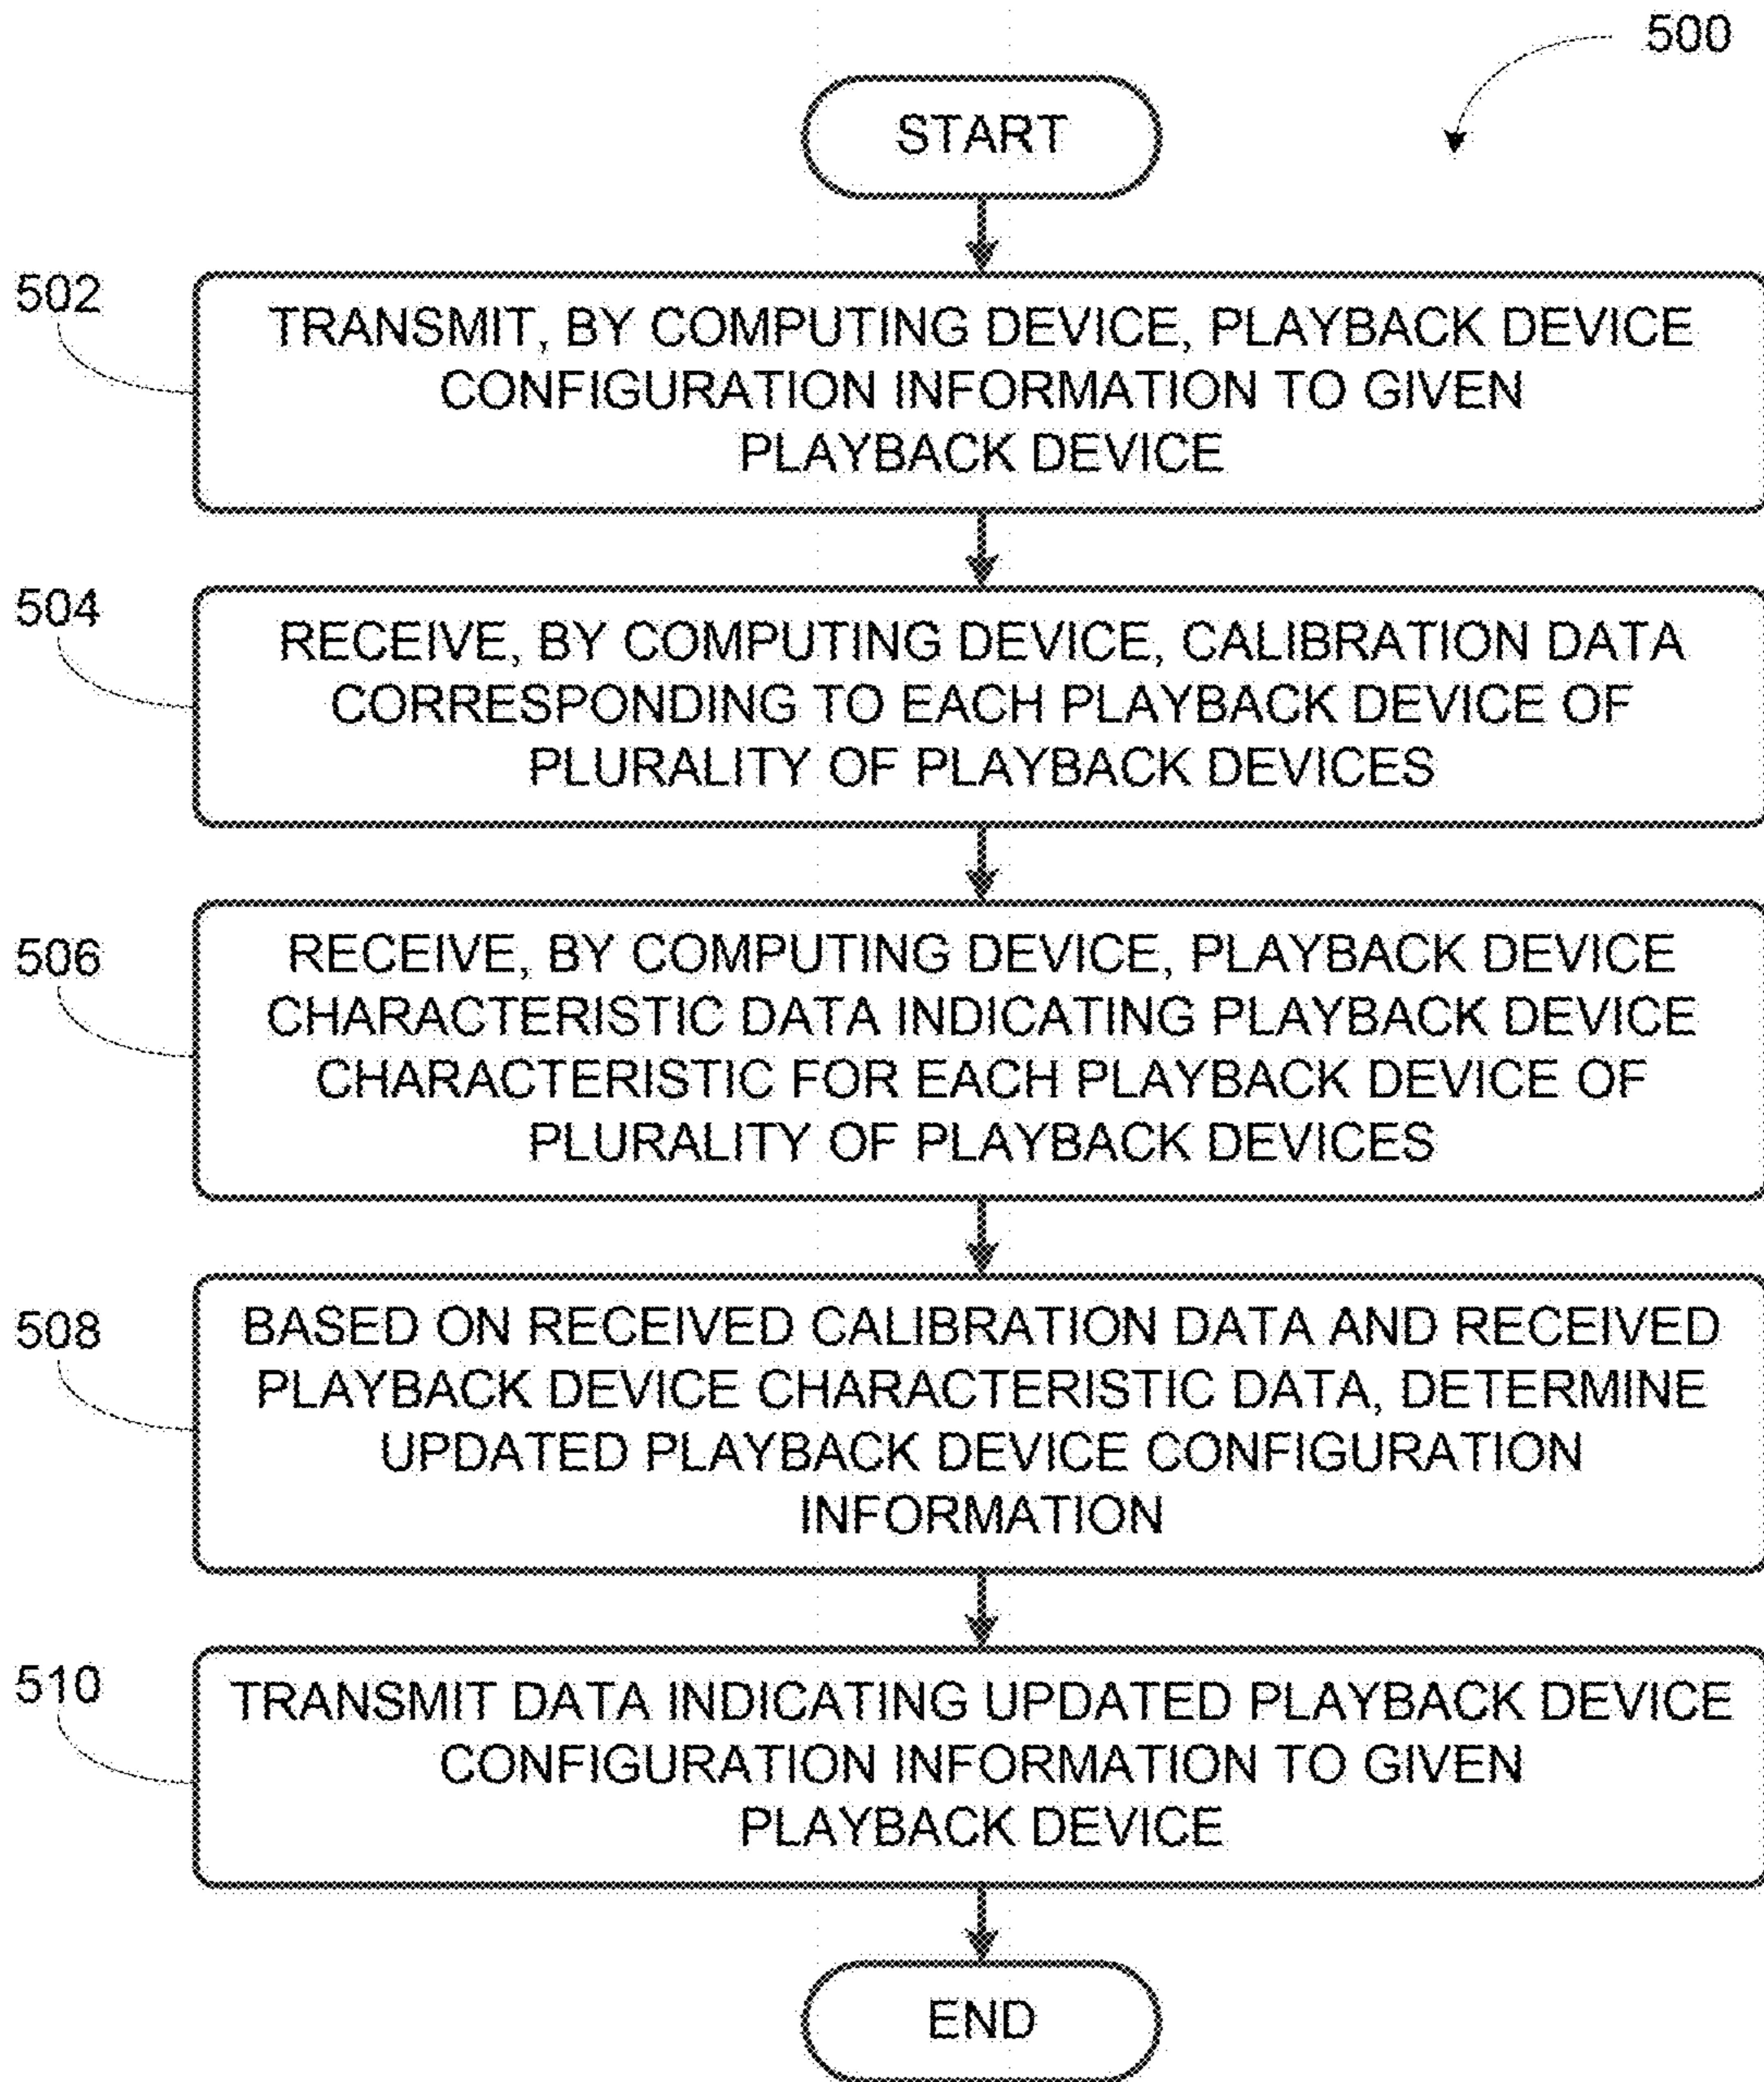 500
START
502
TRANSMIT, BY COMPUTING DEVICE, PLAYBACK DEVICE
CONFIGURATION INFORMATION TO GIVEN
PLAYBACK DEVICE
504
RECEIVE, BY COMPUTING DEVICE, CALIBRATION DATA
CORRESPONDING TO EACH PLAYBACK DEVICE OF
PLURALITY OF PLAYBACK DEVICES
506
RECEIVE, BY COMPUTING DEVICE, PLAYBACK DEVICE
CHARACTERISTIC DATA INDICATING PLAYBACK DEVICE
CHARACTERISTIC FOR EACH PLAYBACK DEVICE OF
PLURALITY OF PLAYBACK DEVICES
508
BASED ON RECEIVED CALIBRATION DATA AND RECEIVED
PLAYBACK DEVICE CHARACTERISTIC DATA, DETERMINE
UPDATED PLAYBACK DEVICE CONFIGURATION
INFORMATION
510
TRANSMIT DATA INDICATING UPDATED PLAYBACK DEVICE
CONFIGURATION INFORMATION TO GIVEN
PLAYBACK DEVICE
END